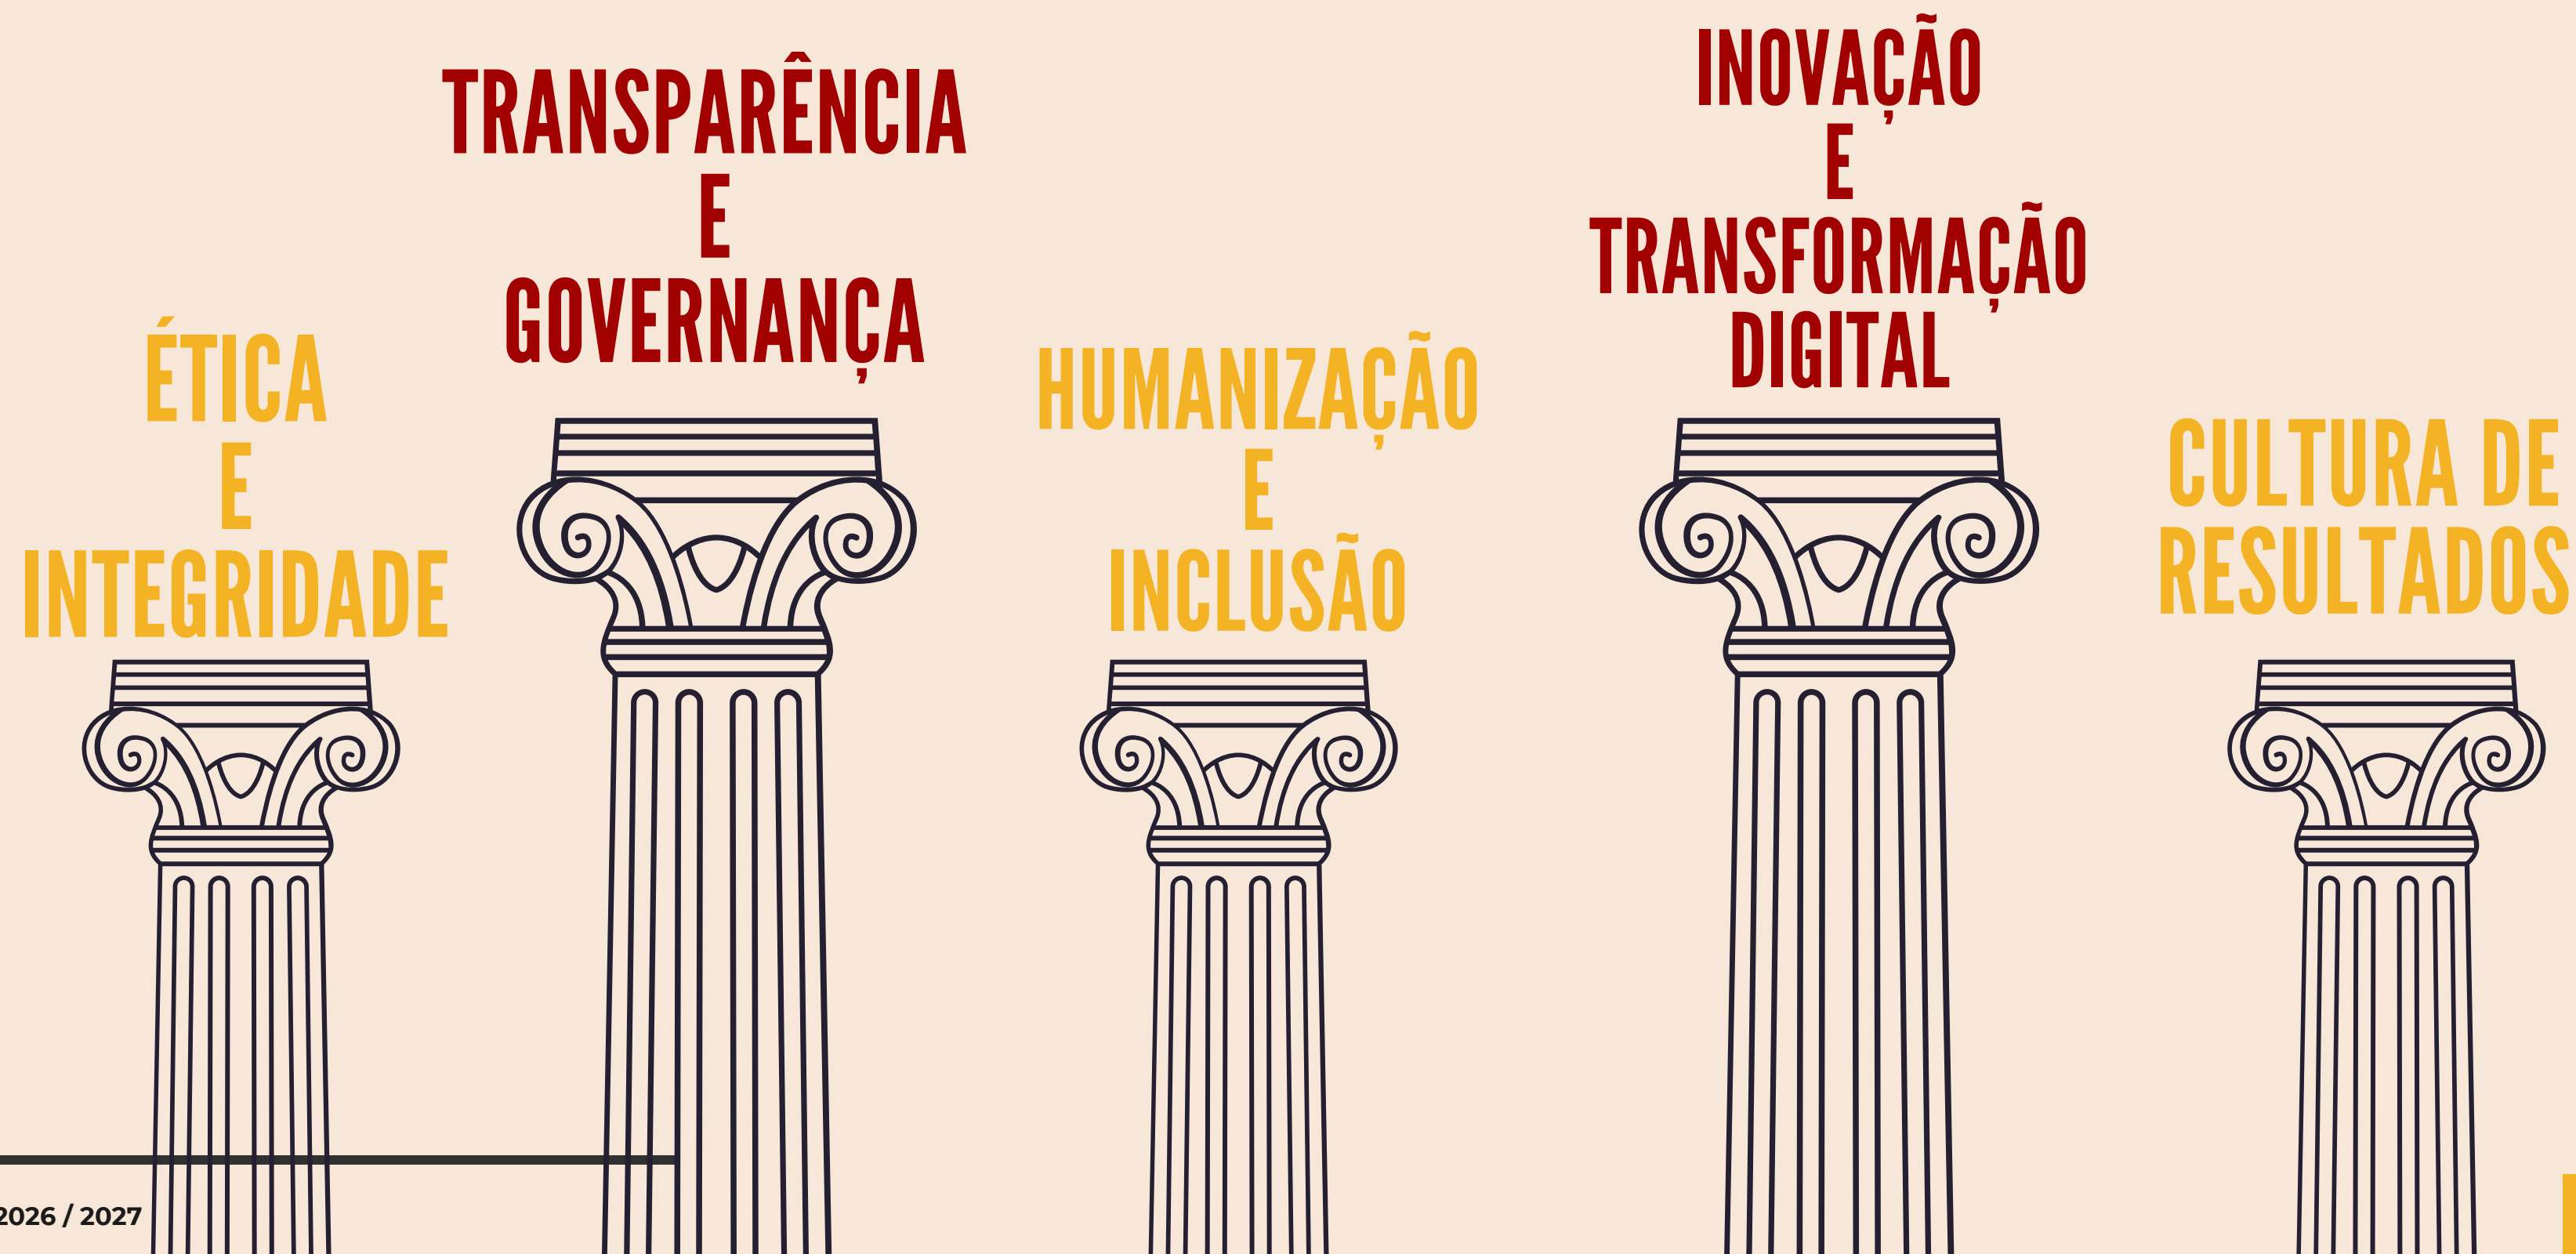 ÉTICA
E
INTEGRIDADE
TRANSPARÊNCIA
E
GOVERNANÇA
HUMANIZAÇÃO
E
INCLUSÃO
INOVAÇÃO
E
TRANSFORMAÇÃO
DIGITAL
CULTURA DE
RESULTADOS
2026 / 2027